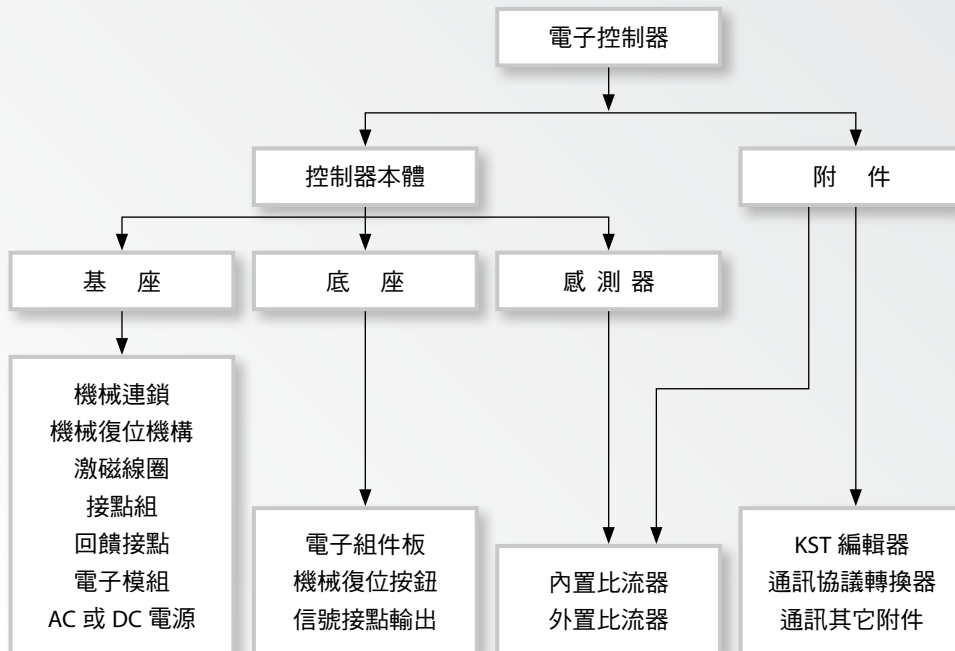 電子控制器
控制器本體
附 件
基 座
底 座
感 測 器
機械連鎖
機械復位機構
激磁線圈
接點組
回饋接點
電子模組
AC 或 DC 電源
電子組件板
機械復位按鈕
信號接點輸出
內置比流器
外置比流器
KST 編輯器
通訊協議轉換器
通訊其它附件